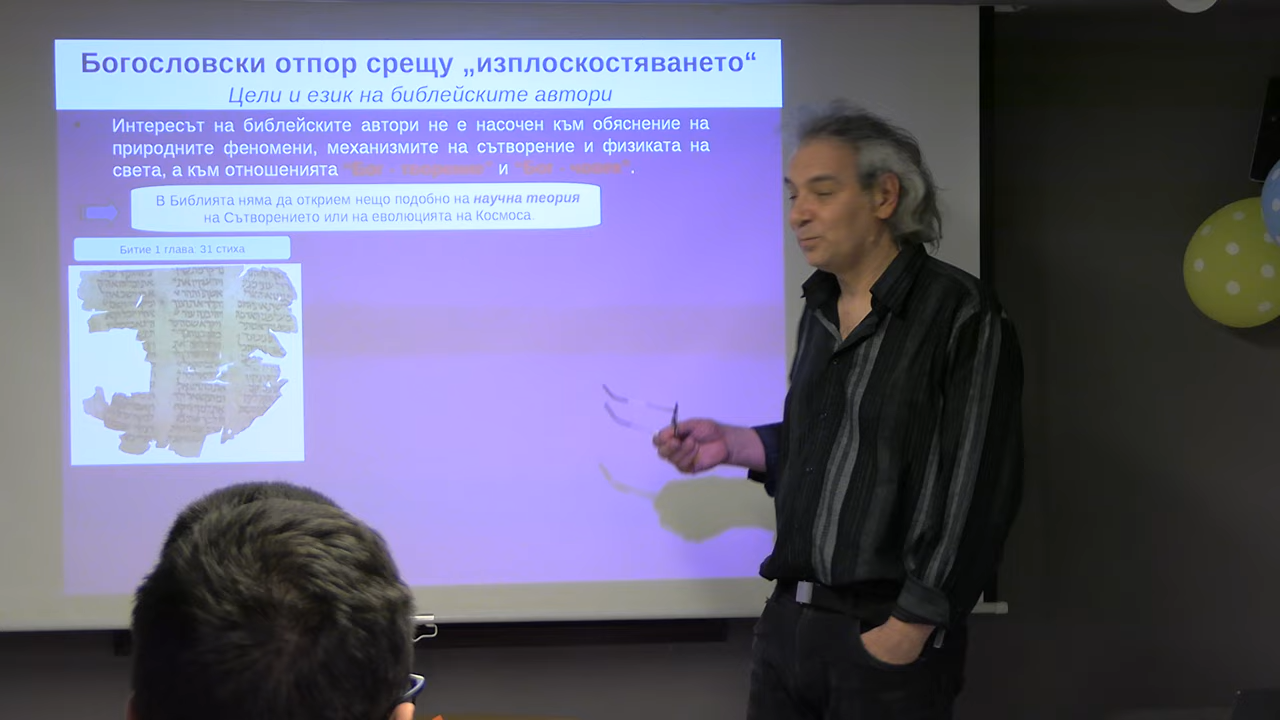 Богословски отпор срещу „изплоскостяването“
Цели и език на библейските автори
Интересът на библейските автори не е насочен към обяснение на
природните феномени, механизмите на сътворение и физиката на
света, а към отношенията и .
В Библията няма да открием нещо подобно на научна теория
на Сътворението или на еволюцията на Космоса.
Битие 1 глава: 31 стиха